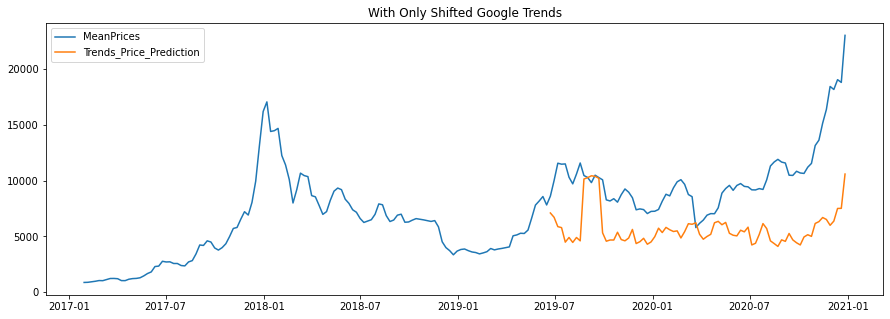 With Only Shifted Google Trends
MeanPrices
Trends_Price_Prediction
20000
15000
10000
5000
0
2017-01 2017-07 2018-01 2018-07 2019-01 2019-07 2020-01 2020-07 2021-01